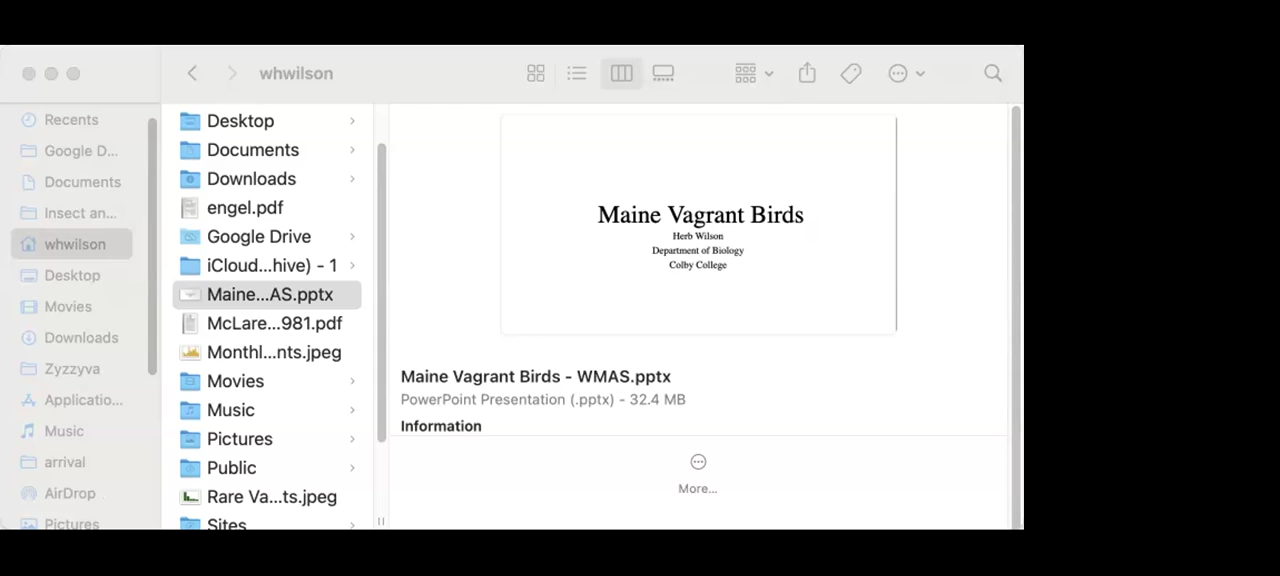 whwilson
Recents
Google D...
Documents
Insect an...
whwilson
Desktop
Movies
Downloads
Zyzzyva
Applicatio...
Music
arrival
AirDrop
Pictures
Desktop
Documents
Downloads
engel.pdf
Google Drive
iCloud...hive) - 1
Maine...AS.pptx
McLare...981.pdf
Monthl...nts.jpeg
Movies
Music
Pictures
Public
Rare Va...ts.jpeg
Sites
Maine Vagrant Birds
Herb Wilson
Department of Biology
Colby College
Maine Vagrant Birds - WMAS.pptx
PowerPoint Presentation (.pptx) - 32.4 MB
Information
More...